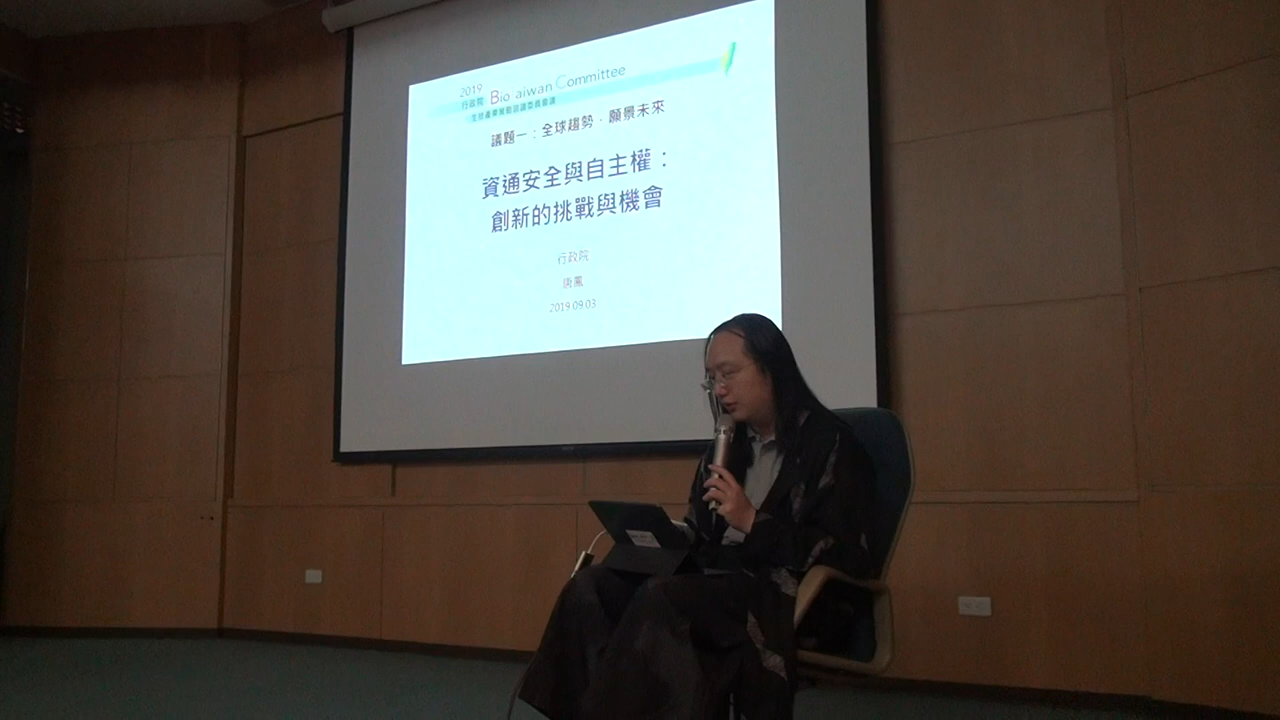 2019
行政院 Bio Taiwan Committee
議題一：全球趨勢．願景未來
資通安全與自主權：
創新的挑戰與機會
行政院
唐鳳
2019.09.03